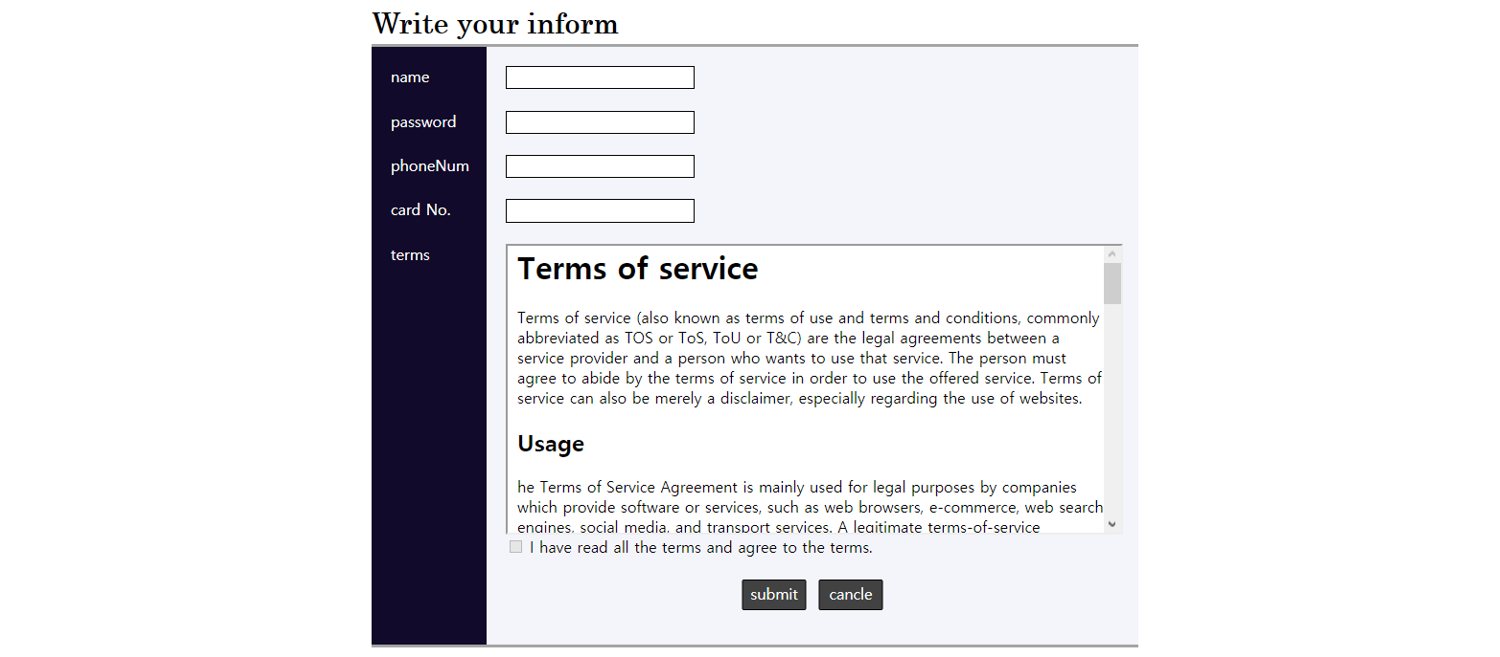 Write your inform
name
password
phoneNum
card No.
terms
Terms of service
Terms of service (also known as terms of use and terms and conditions, commonly
abbreviated as TOS or ToS, ToU or T&C) are the legal agreements between a
service provider and a person who wants to use that service. The person must
agree to abide by the terms of service in order to use the offered service. Terms of
service can also be merely a disclaimer, especially regarding the use of websites.
Usage
he Terms of Service Agreement is mainly used for legal purposes by companies
which provide software or services, such as web browsers, e-commerce, web search
engines, social media, and transport services. A legitimate terms-of-service
I have read all the terms and agree to the terms.
submit cancle